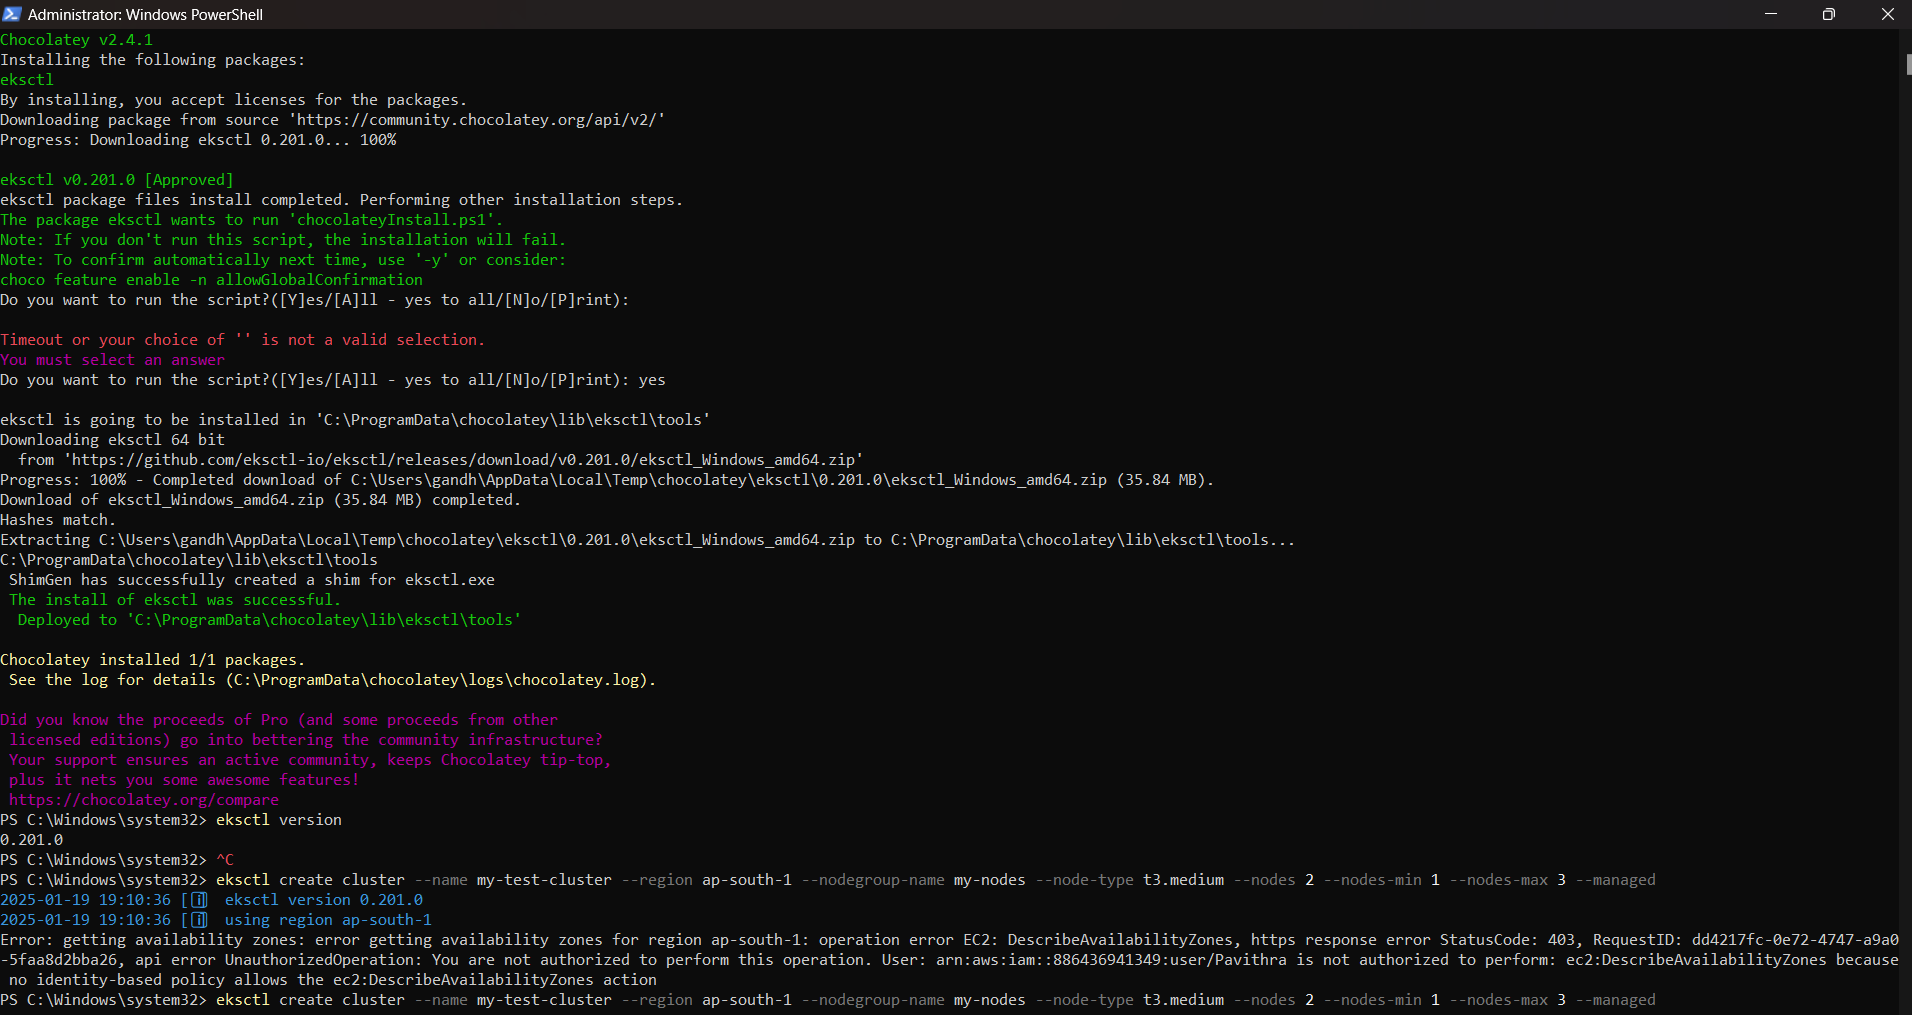 Administrator: Windows PowerShell
Chocolatey v2.4.1
Installing the following packages:
eksctl
By installing, you accept licenses for the packages.
Downloading package from source 'https://community.chocolatey.org/api/v2/'
Progress: Downloading eksctl 0.201.0... 100%
eksctl v0.201.0 [Approved]
eksctl package files install completed. Performing other installation steps.
The package eksctl wants to run 'chocolateyInstall.ps1'.
Note: If you don't run this script, the installation will fail.
Note: To confirm automatically next time, use '-y' or consider:
choco feature enable -n allowGlobalConfirmation
Do you want to run the script?([Y]es/[A]ll - yes to all/[N]o/[P]rint):
Timeout or your choice of '' is not a valid selection.
You must select an answer
Do you want to run the script?([Y]es/[A]ll - yes to all/[N]o/[P]rint): yes
eksctl is going to be installed in 'C:\ProgramData\chocolatey\lib\eksctl\tools'
Downloading eksctl 64 bit
  from 'https://github.com/eksctl-io/eksctl/releases/download/v0.201.0/eksctl_Windows_amd64.zip'
Progress: 100% - Completed download of C:\Users\gandh\AppData\Local\Temp\chocolatey\eksctl\0.201.0\eksctl_Windows_amd64.zip (35.84 MB).
Download of eksctl_Windows_amd64.zip (35.84 MB) completed.
Hashes match.
Extracting C:\Users\gandh\AppData\Local\Temp\chocolatey\eksctl\0.201.0\eksctl_Windows_amd64.zip to C:\ProgramData\chocolatey\lib\eksctl\tools...
C:\ProgramData\chocolatey\lib\eksctl\tools
 ShimGen has successfully created a shim for eksctl.exe
 The install of eksctl was successful.
  Deployed to 'C:\ProgramData\chocolatey\lib\eksctl\tools'
Chocolatey installed 1/1 packages.
 See the log for details (C:\ProgramData\chocolatey\logs\chocolatey.log).
Did you know the proceeds of Pro (and some proceeds from other
 licensed editions) go into bettering the community infrastructure?
 Your support ensures an active community, keeps Chocolatey tip-top,
 plus it nets you some awesome features!
 https://chocolatey.org/compare
PS C:\Windows\system32> eksctl version
0.201.0
PS C:\Windows\system32> ^C
PS C:\Windows\system32> eksctl create cluster --name my-test-cluster --region ap-south-1 --nodegroup-name my-nodes --node-type t3.medium --nodes 2 --nodes-min 1 --nodes-max 3 --managed
2025-01-19 19:10:36 [ℹ]  eksctl version 0.201.0
2025-01-19 19:10:36 [ℹ]  using region ap-south-1
Error: getting availability zones: error getting availability zones for region ap-south-1: operation error EC2: DescribeAvailabilityZones, https response error StatusCode: 403, RequestID: dd4217fc-0e72-4747-a9a0
-5faa8d2bba26, api error UnauthorizedOperation: You are not authorized to perform this operation. User: arn:aws:iam::886436941349:user/Pavithra is not authorized to perform: ec2:DescribeAvailabilityZones because
 no identity-based policy allows the ec2:DescribeAvailabilityZones action
PS C:\Windows\system32> eksctl create cluster --name my-test-cluster --region ap-south-1 --nodegroup-name my-nodes --node-type t3.medium --nodes 2 --nodes-min 1 --nodes-max 3 --managed